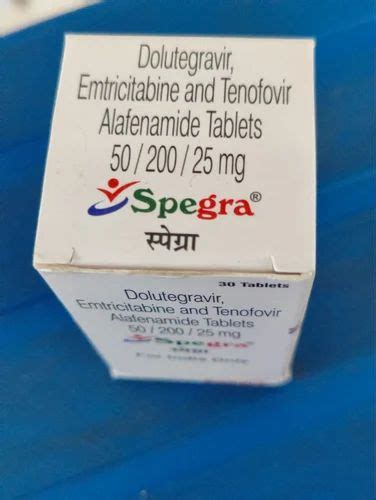 Dolutegravir,
Emtricitabine and Tenofovir
Alafenamide Tablets
50/200/25 mg
Spegra®
स्पेग्रा
30 Tablets
Dolutegravir,
Emtricitabine and Tenofovir
Alafenamide Tablets
50/200/25 mg
Spegra
स्पेग्रा
For India Only